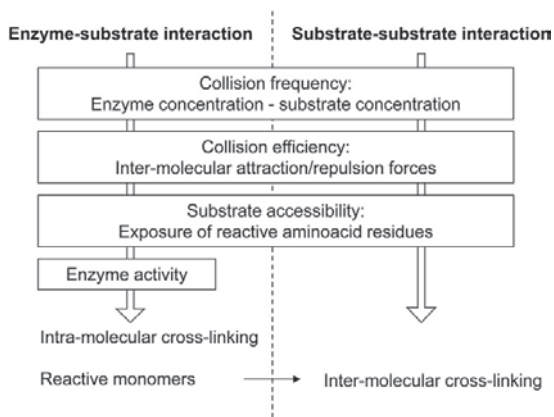 Enzyme-substrate interaction
Substrate-substrate interaction
Collision frequency:
Enzyme concentration - substrate concentration
Collision efficiency:
Inter-molecular attraction/repulsion forces
Substrate accessibility:
Exposure of reactive aminoacid residues
Enzyme activity
Intra-molecular cross-linking
Reactive monomers
Inter-molecular cross-linking